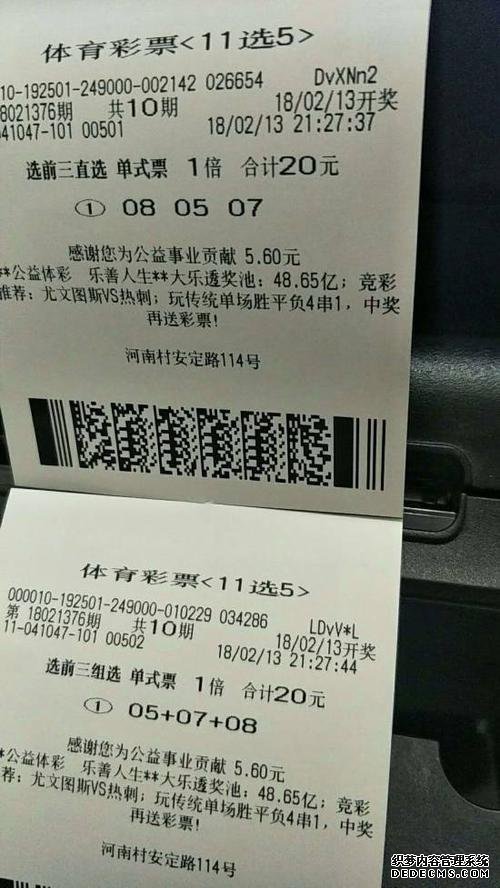 体育彩票<11选5>
10-192501-249000-002142 026654 DvXNn2
18021376期 共10期 18/02/13开奖
041047-101 00501 18/02/13 21:27:37
选前三直选 单式票 1倍 合计20元
① 08 05 07
感谢您为公益事业贡献 5.60元
**公益体彩 乐善人生**大乐透奖池：48.65亿；竞彩
推荐：尤文图斯VS热刺；玩传统单场胜平负4串1，中奖
再送彩票!
河南村安定路114号
体育彩票<11选5>
000010-192501-249000-010229 034286 LDvV*L
第 18021376期 共10期 18/02/13开奖
11-041047-101 00502 18/02/13 21:27:44
选前三组选 单式票 1倍 合计20元
① 05+07+08
感谢您为公益事业贡献 5.60元
*公益体彩 乐善人生**大乐透奖池：48.65亿；竞彩
荐：尤文图斯VS热刺；玩传统单场胜平负4串1，中奖
再送彩票!
河南村安定路114号
织梦内容管理系统
DEDECMS.COM